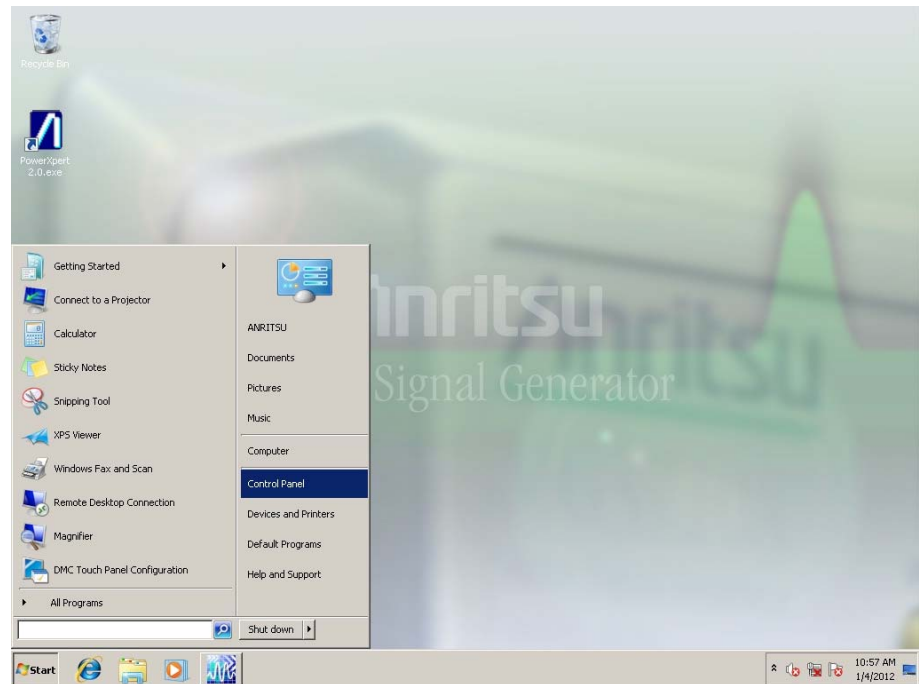 Recycle Bin
PowerXpert
2.0.exe
Anritsu
Anritsu
Signal Generator
Getting Started
Connect to a Projector
Calculator
Sticky Notes
Snipping Tool
XPS Viewer
Windows Fax and Scan
Remote Desktop Connection
Magnifier
DMC Touch Panel Configuration
All Programs
ANRITSU
Documents
Pictures
Music
Computer
Control Panel
Devices and Printers
Default Programs
Help and Support
Shut down
Start
10:57 AM
1/4/2012